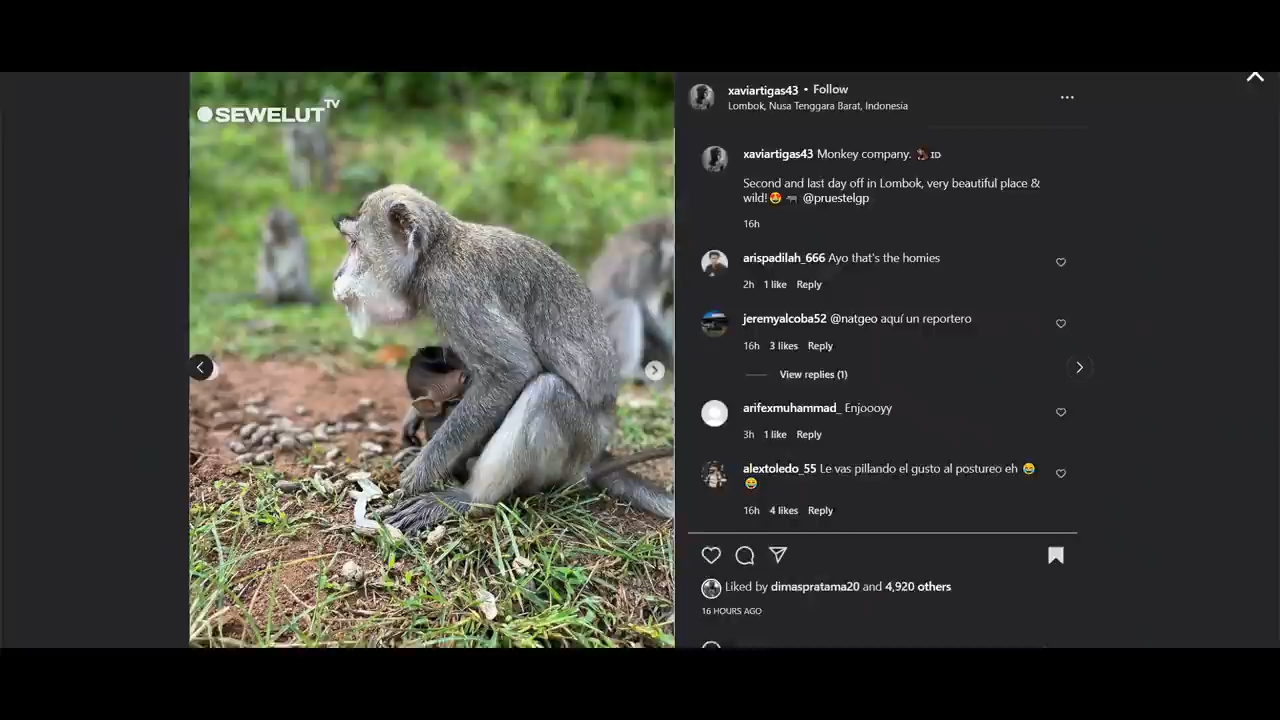 SEWELUT TV
xaviartigas43 • Follow
Lombok, Nusa Tenggara Barat, Indonesia
xaviartigas43 Monkey company. 🐒 ID
Second and last day off in Lombok, very beautiful place &
wild!😍 🐃 @pruestelgp
16h
arispadilah_666 Ayo that's the homies
2h 1 like Reply
jeremyalcoba52 @natgeo aquí un reportero
16h 3 likes Reply
View replies (1)
arifexmuhammad_ Enjoooyy
3h 1 like Reply
alextoledo_55 Le vas pillando el gusto al postureo eh 😂
😂
16h 4 likes Reply
Liked by dimaspratama20 and 4,920 others
16 HOURS AGO